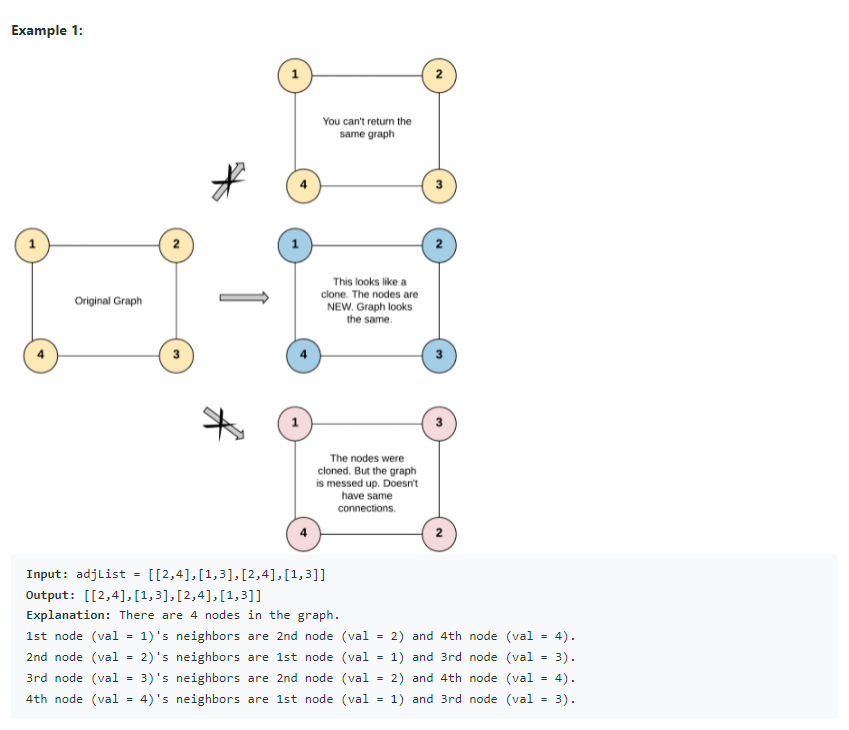 Example 1:
1
2
You can't return the
same graph
4
3
1
2
Original Graph
4
3
1
2
This looks like a
clone. The nodes are
NEW. Graph looks
the same.
4
3
1
3
The nodes were
cloned. But the graph
is messed up. Doesn't
have same
connections.
4
2
Input: adjList = [[2,4],[1,3],[2,4],[1,3]]
Output: [[2,4],[1,3],[2,4],[1,3]]
Explanation: There are 4 nodes in the graph.
1st node (val = 1)'s neighbors are 2nd node (val = 2) and 4th node (val = 4).
2nd node (val = 2)'s neighbors are 1st node (val = 1) and 3rd node (val = 3).
3rd node (val = 3)'s neighbors are 2nd node (val = 2) and 4th node (val = 4).
4th node (val = 4)'s neighbors are 1st node (val = 1) and 3rd node (val = 3).